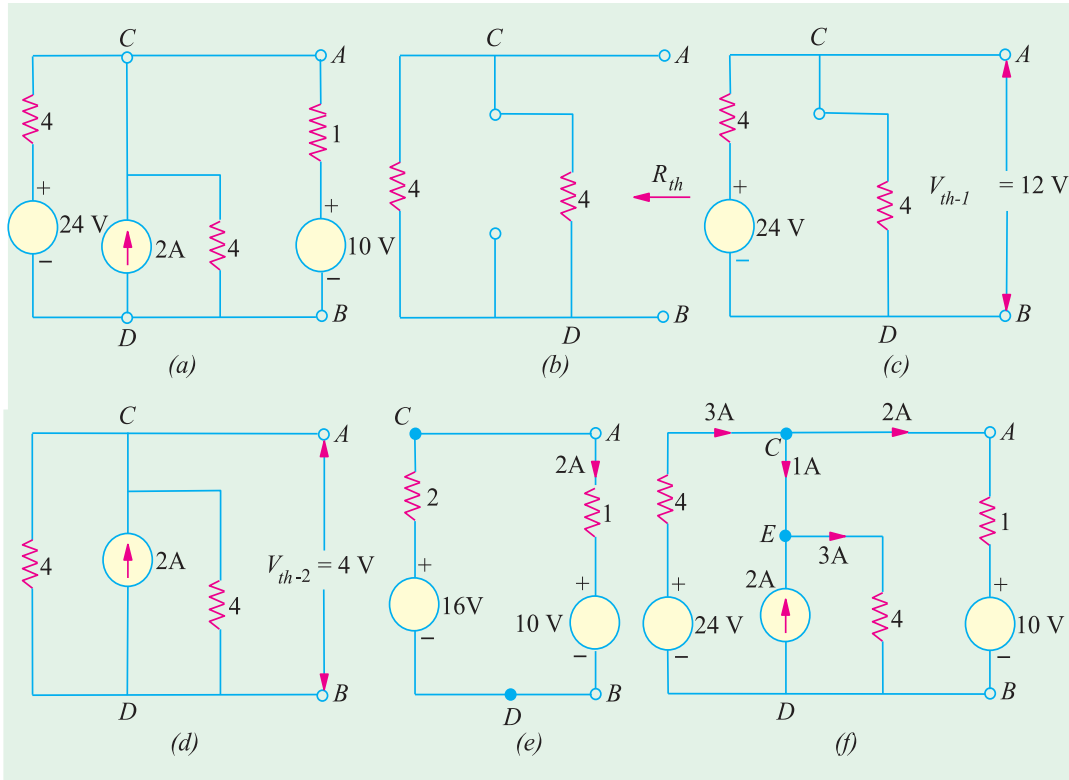 C
A
4
1
+
+
24 V
2A
4
10 V
−
−
D
B
(a)
C
A
4
4
R_th
D
B
(b)
C
A
4
+
24 V
−
4
V_th-1 = 12 V
D
B
(c)
C
A
4
2A
4
V_th-2 = 4 V
D
B
(d)
C
A
2A
2
1
+
+
16V
10 V
−
−
D
B
(e)
3A
2A
C
A
1A
4
1
E
3A
+
2A
+
24 V
4
10 V
−
−
D
B
(f)